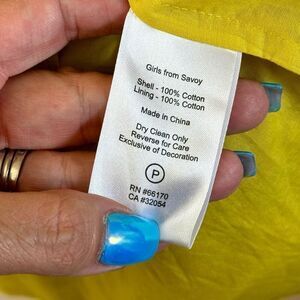 Girls from Savoy
Shell - 100% Cotton
Lining - 100% Cotton
Made in China
Dry Clean Only
Reverse for Care
Exclusive of Decoration
P
RN #66170
CA #32054